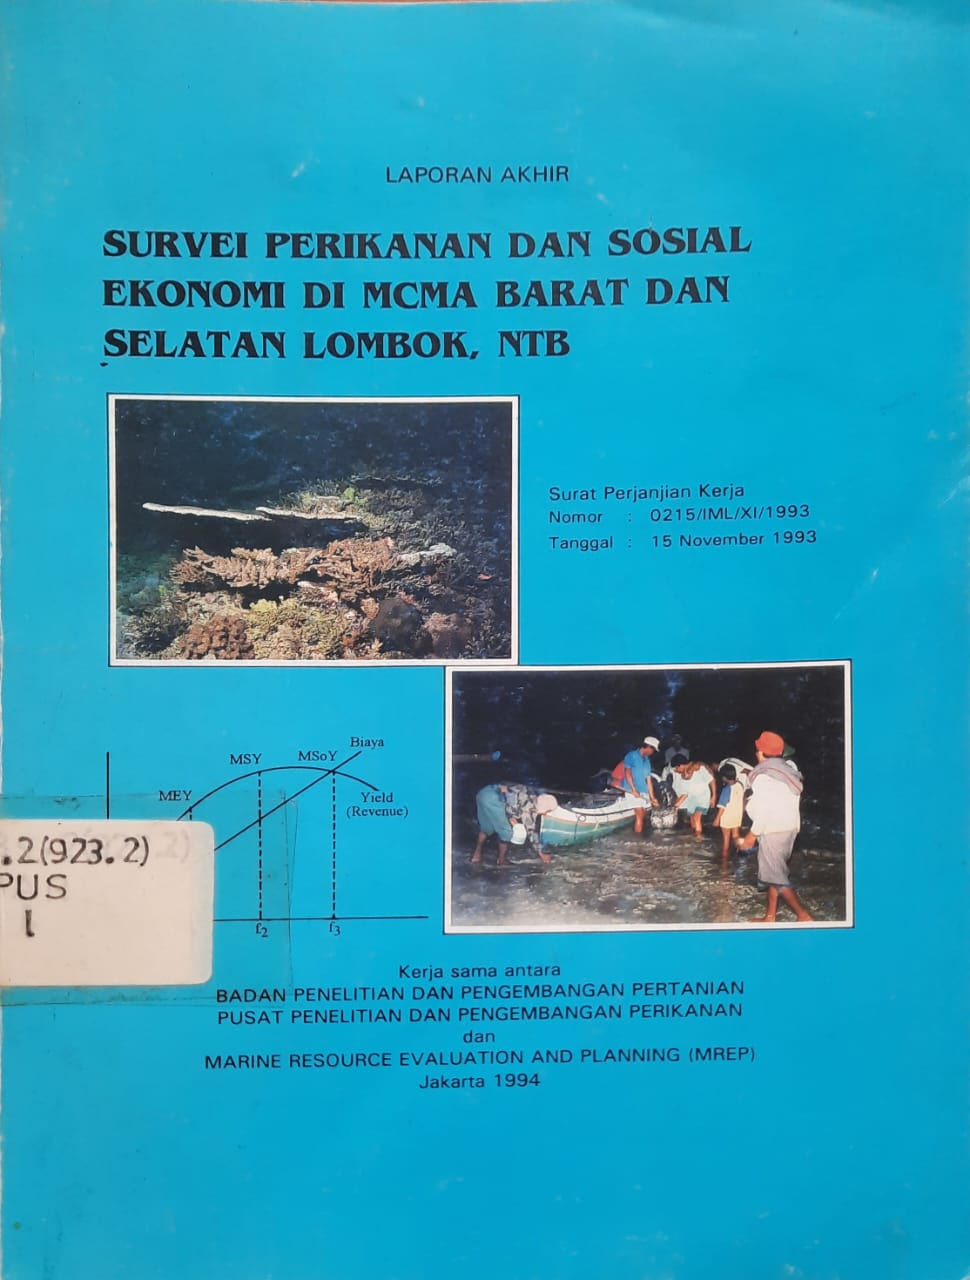 LAPORAN AKHIR
SURVEI PERIKANAN DAN SOSIAL
EKONOMI DI MCMA BARAT DAN
SELATAN LOMBOK, NTB
Surat Perjanjian Kerja
Nomor : 0215/IML/XI/1993
Tanggal : 15 November 1993
Biaya
MSY
MSoY
MEY
Yield
(Revenue)
.2(923.2)
PUS
l
f2
f3
Kerja sama antara
BADAN PENELITIAN DAN PENGEMBANGAN PERTANIAN
PUSAT PENELITIAN DAN PENGEMBANGAN PERIKANAN
dan
MARINE RESOURCE EVALUATION AND PLANNING (MREP)
Jakarta 1994